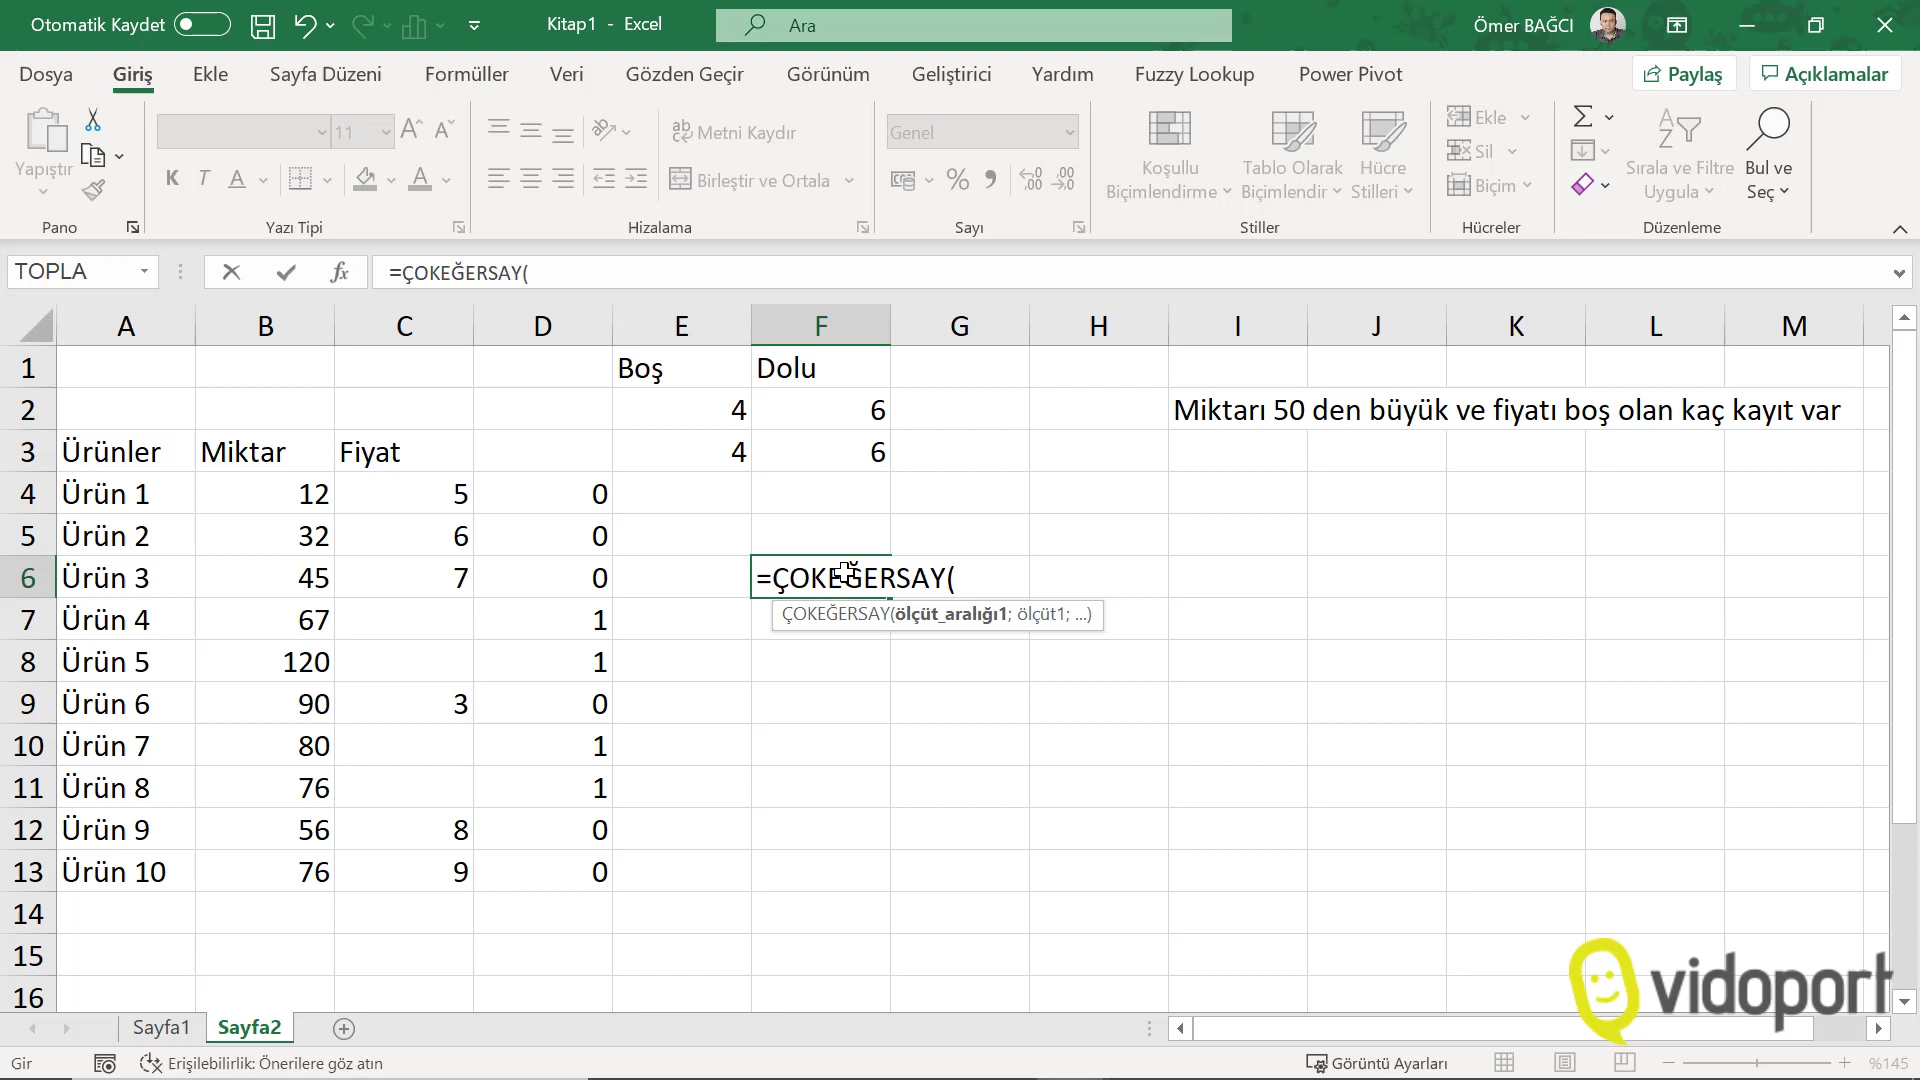 Otomatik Kaydet
Kitap1 - Excel
Ara
Ömer BAĞCI
Dosya Giriş Ekle Sayfa Düzeni Formüller Veri Gözden Geçir Görünüm Geliştirici Yardım Fuzzy Lookup Power Pivot Paylaş Açıklamalar
Yapıştır
Pano
11
K T A
Yazı Tipi
Metni Kaydır
Birleştir ve Ortala
Hizalama
Genel
%
Sayı
Koşullu Biçimlendirme
Tablo Olarak Biçimlendir
Hücre Stilleri
Stiller
Ekle
Sil
Biçim
Hücreler
Sırala ve Filtre Uygula
Bul ve Seç
Düzenleme
TOPLA
fx
=ÇOKEĞERSAY(
A B C D E F G H I J K L M
1 Boş Dolu
2 4 6 Miktarı 50 den büyük ve fiyatı boş olan kaç kayıt var
3 Ürünler Miktar Fiyat 4 6
4 Ürün 1 12 5 0
5 Ürün 2 32 6 0
6 Ürün 3 45 7 0 =ÇOKEĞERSAY(
ÇOKEĞERSAY(ölçüt_aralığı1; ölçüt1; ...)
7 Ürün 4 67 1
8 Ürün 5 120 1
9 Ürün 6 90 3 0
10 Ürün 7 80 1
11 Ürün 8 76 1
12 Ürün 9 56 8 0
13 Ürün 10 76 9 0
14
15
16
vidoport
Sayfa1 Sayfa2
Gir
Erişilebilirlik: Önerilere göz atın
Görüntü Ayarları
%145